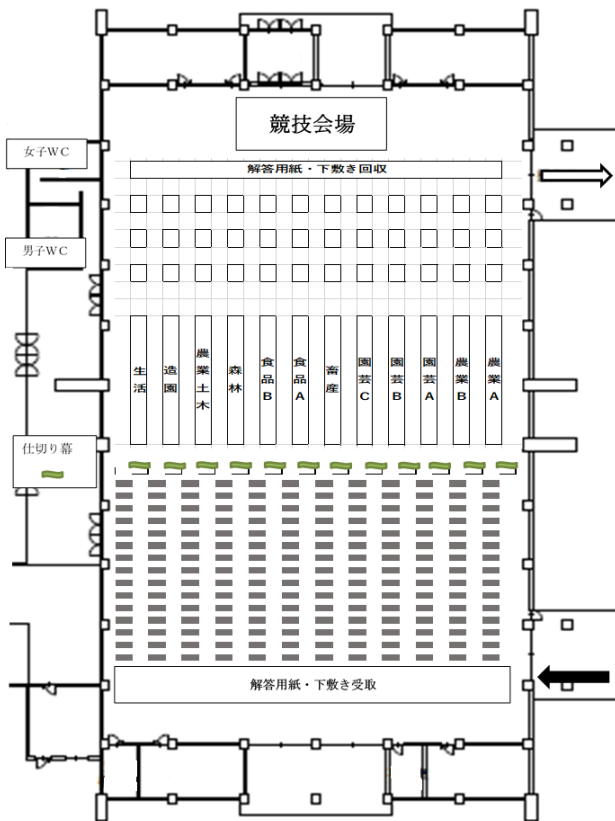 競技会場
女子WC
解答用紙・下敷き回収
男子WC
生活
造園
農業土木
森林
食品B
食品A
畜産
園芸C
園芸B
園芸A
農業B
農業A
仕切り幕
解答用紙・下敷き受取